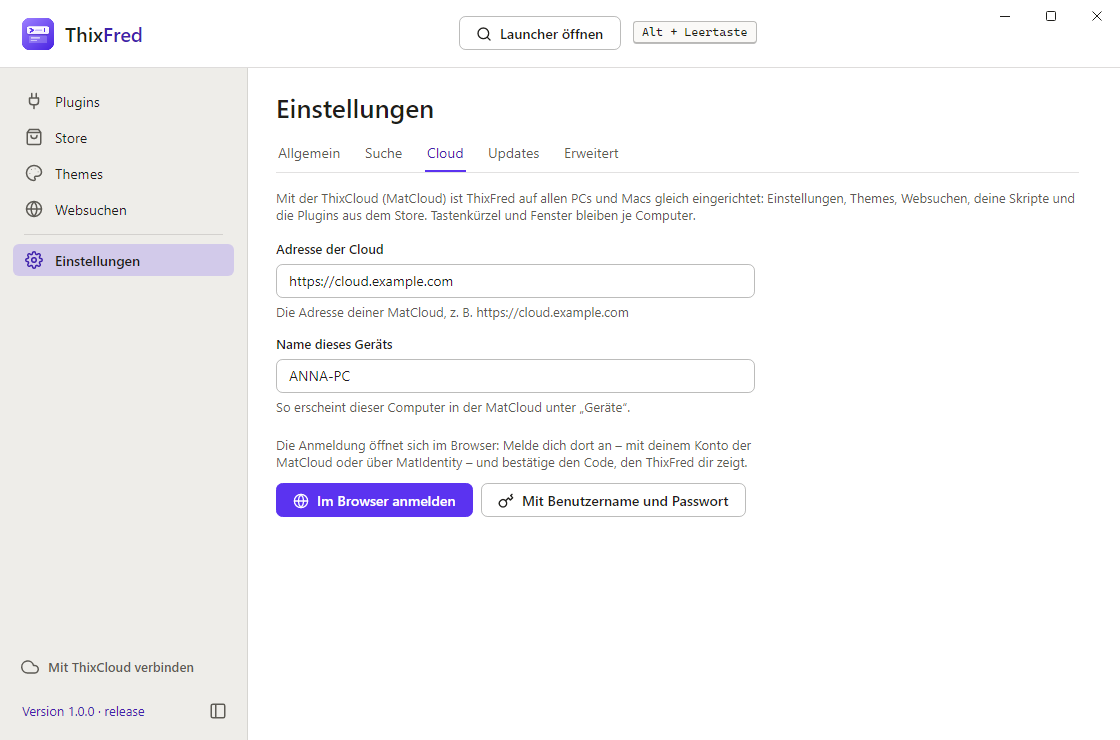 ThixFred
Launcher öffnen
Alt + Leertaste
Plugins
Store
Themes
Websuchen
Einstellungen
Mit ThixCloud verbinden
Version 1.0.0 · release
Einstellungen
Allgemein
Suche
Cloud
Updates
Erweitert
Mit der ThixCloud (MatCloud) ist ThixFred auf allen PCs und Macs gleich eingerichtet: Einstellungen, Themes, Websuchen, deine Skripte und
die Plugins aus dem Store. Tastenkürzel und Fenster bleiben je Computer.
Adresse der Cloud
https://cloud.example.com
Die Adresse deiner MatCloud, z. B. https://cloud.example.com
Name dieses Geräts
ANNA-PC
So erscheint dieser Computer in der MatCloud unter „Geräte“.
Die Anmeldung öffnet sich im Browser: Melde dich dort an – mit deinem Konto der
MatCloud oder über MatIdentity – und bestätige den Code, den ThixFred dir zeigt.
Im Browser anmelden
Mit Benutzername und Passwort